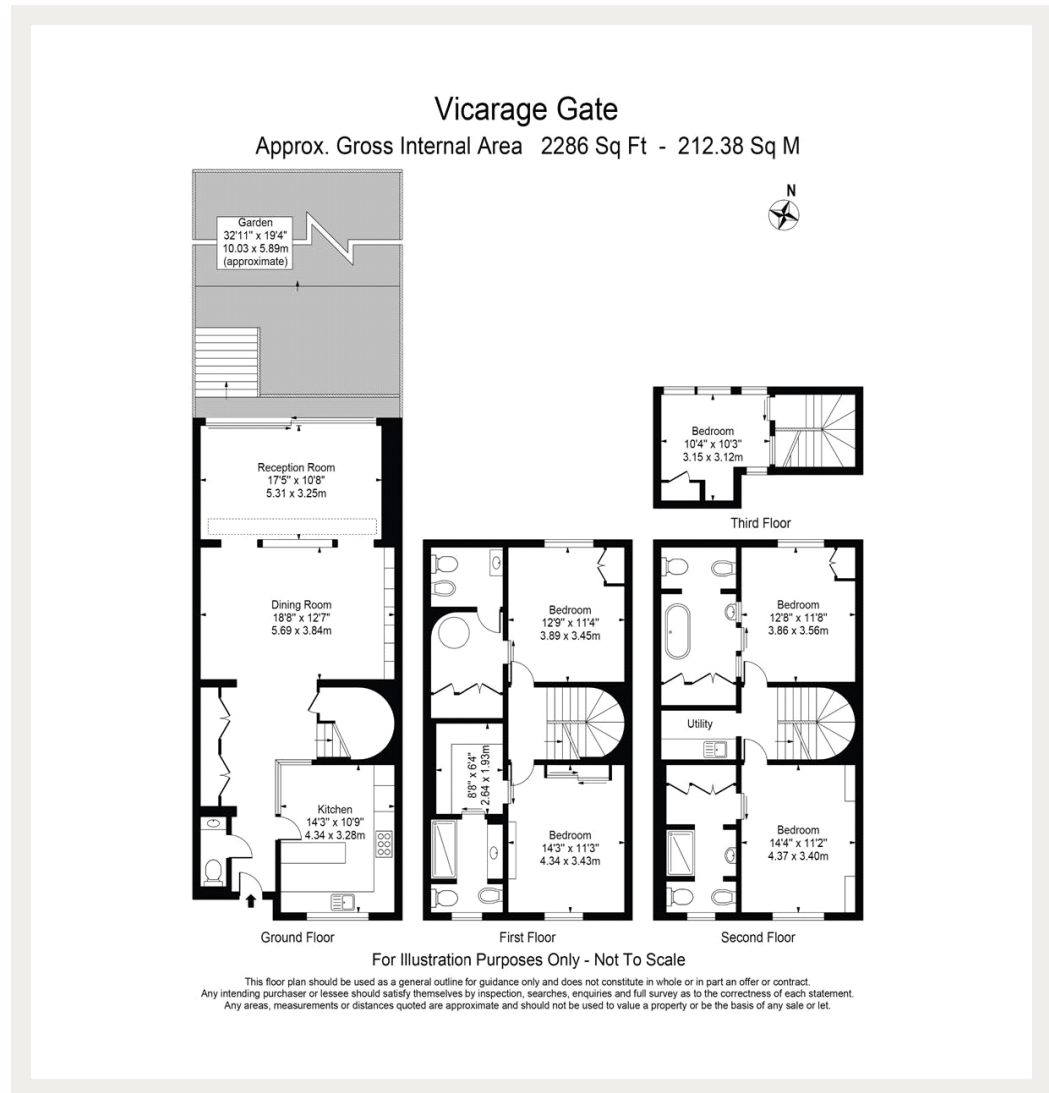 Vicarage Gate
Approx. Gross Internal Area 2286 Sq Ft - 212.38 Sq M
N
Garden
32'11" x 19'4"
10.03 x 5.89m
(approximate)
Reception Room
17'5" x 10'8"
5.31 x 3.25m
Dining Room
18'8" x 12'7"
5.69 x 3.84m
Kitchen
14'3" x 10'9"
4.34 x 3.28m
Ground Floor
Bedroom
12'9" x 11'4"
3.89 x 3.45m
8'8" x 6'4"
2.64 x 1.93m
Bedroom
14'3" x 11'3"
4.34 x 3.43m
First Floor
Bedroom
10'4" x 10'3"
3.15 x 3.12m
Third Floor
Bedroom
12'8" x 11'8"
3.86 x 3.56m
Utility
Bedroom
14'4" x 11'2"
4.37 x 3.40m
Second Floor
For Illustration Purposes Only - Not To Scale
This floor plan should be used as a general outline for guidance only and does not constitute in whole or in part an offer or contract.
Any intending purchaser or lessee should satisfy themselves by inspection, searches, enquiries and full survey as to the correctness of each statement.
Any areas, measurements or distances quoted are approximate and should not be used to value a property or be the basis of any sale or let.